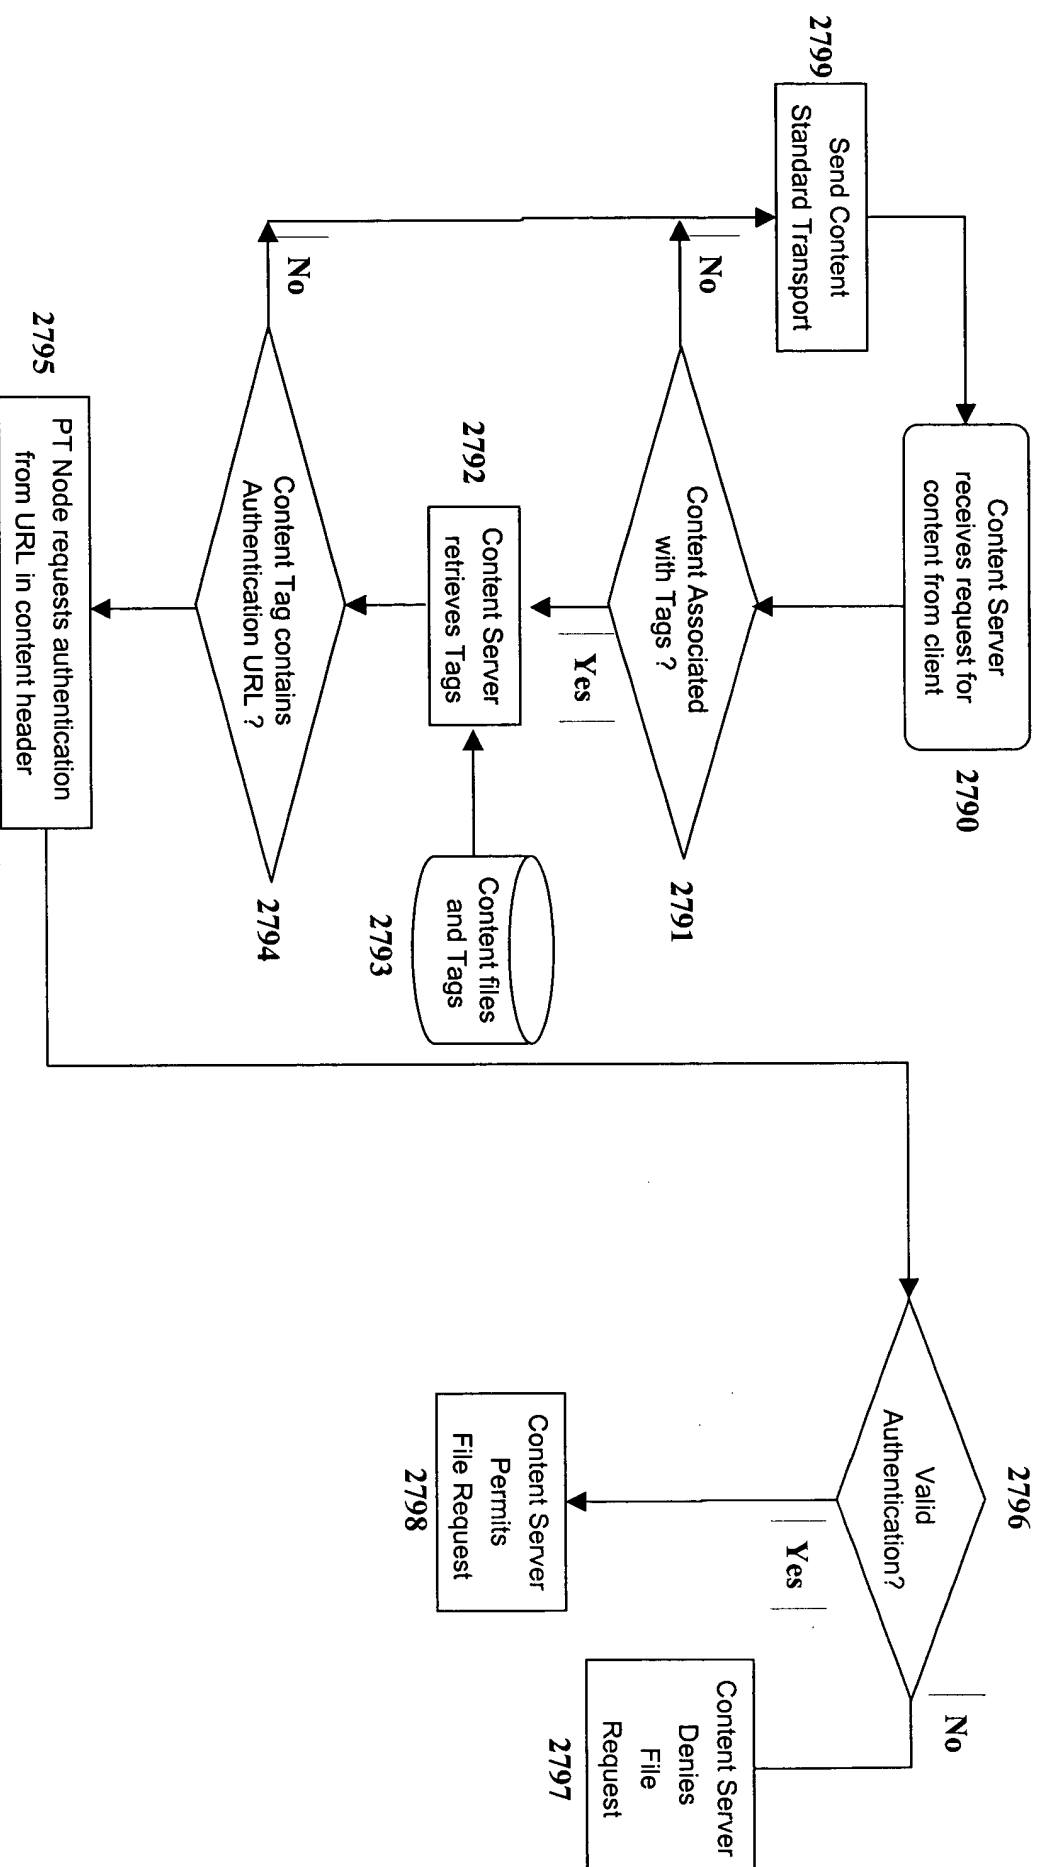 2799
Send Content
Standard Transport
Content Server
receives request for
content from client
2790
No
Content Associated
with Tags ?
2791
Yes
2792
Content Server
retrieves Tags
Content files
and Tags
2793
No
Content Tag contains
Authentication URL ?
2794
2795
PT Node requests authentication
from URL in content header
2796
Valid
Authentication?
Yes
No
Content Server
Permits
File Request
2798
Content Server
Denies
File
Request
2797